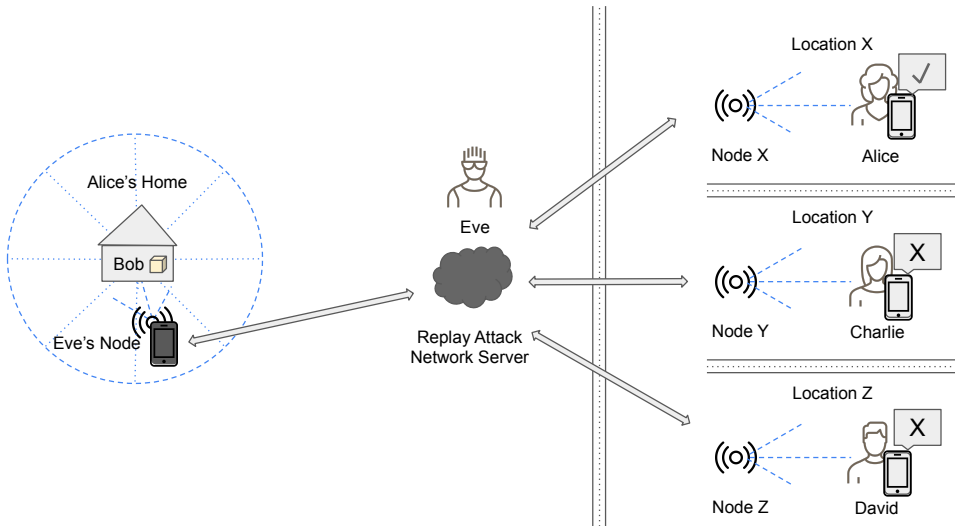 Alice's Home
Bob
Eve's Node
Eve
Replay Attack
Network Server
Location X
Node X
Alice
Location Y
X
Node Y
Charlie
Location Z
X
Node Z
David